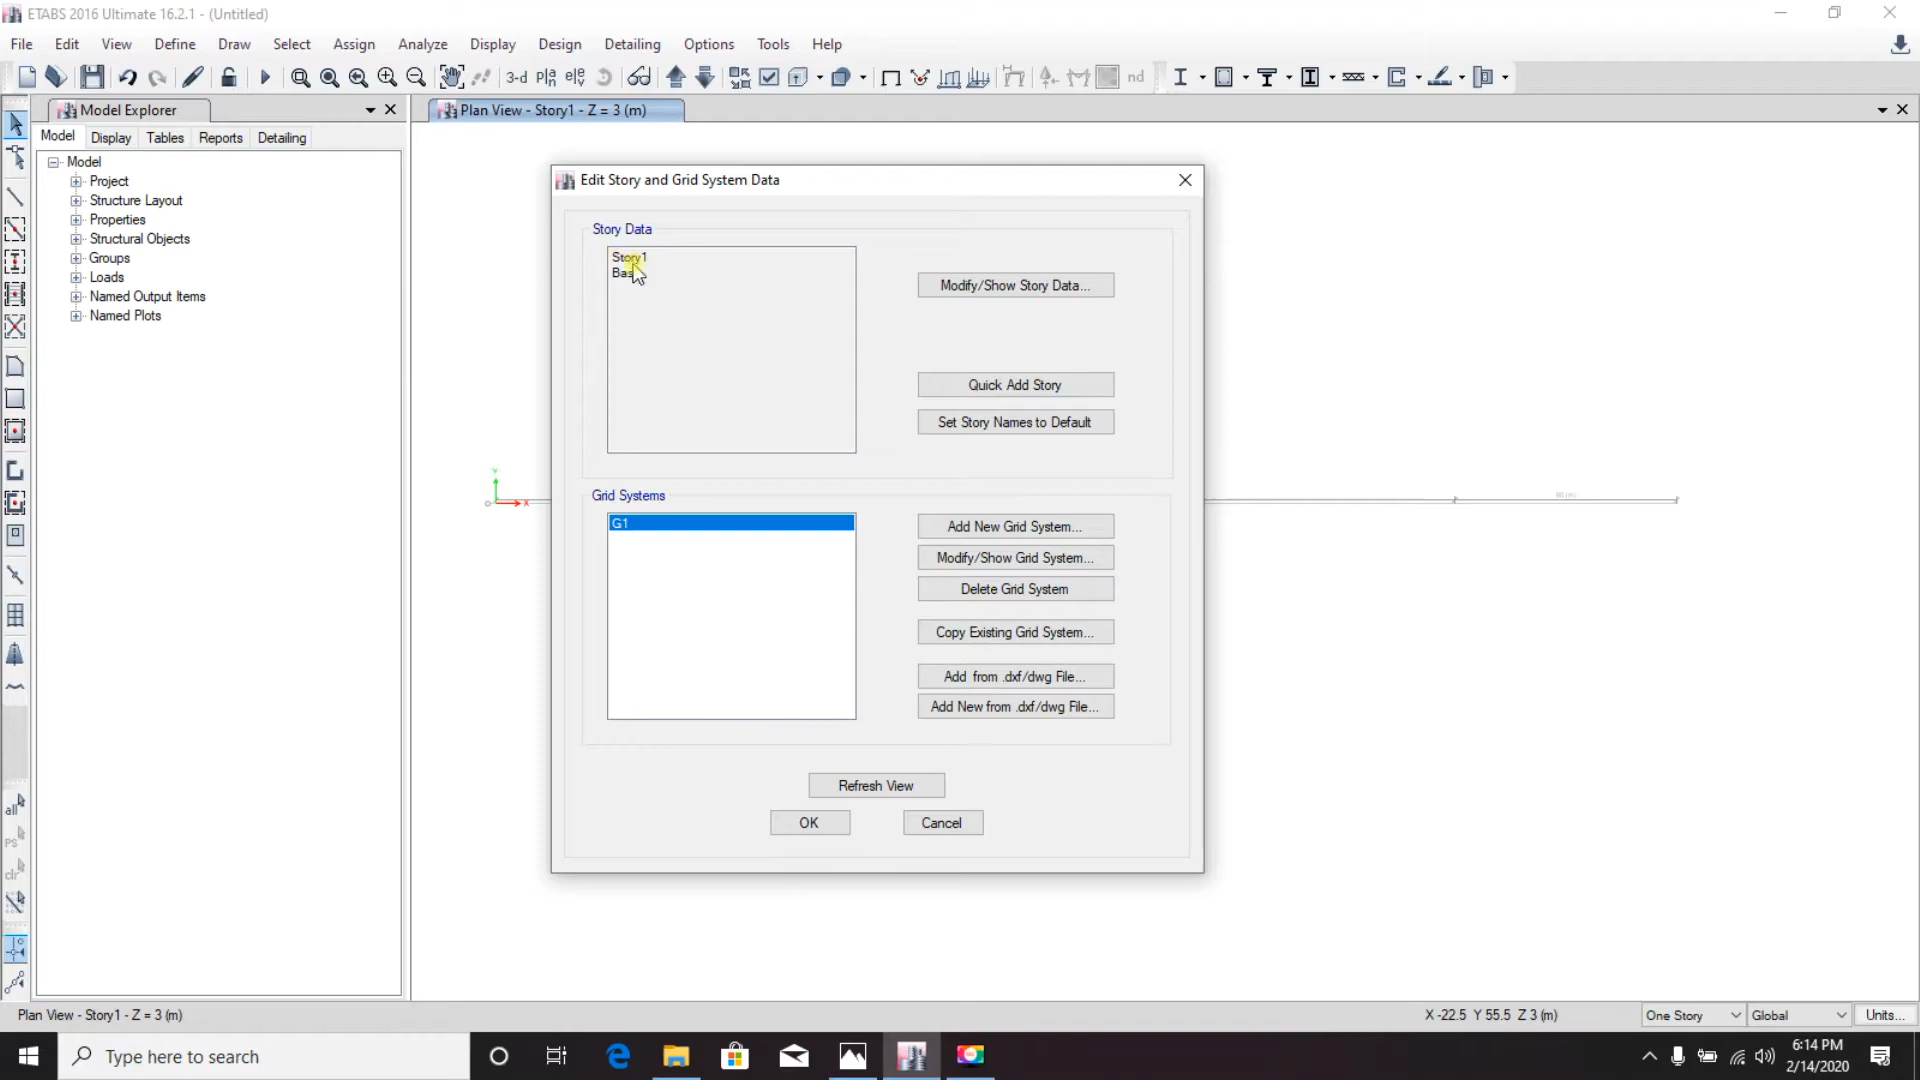 ETABS 2016 Ultimate 16.2.1 - (Untitled)
File Edit View Define Draw Select Assign Analyze Display Design Detailing Options Tools Help
3-d nd
Model Explorer
Plan View - Story1 - Z = 3 (m)
Model Display Tables Reports Detailing
Model
Project
Structure Layout
Properties
Structural Objects
Groups
Loads
Named Output Items
Named Plots
Edit Story and Grid System Data
Story Data
Story1
Modify/Show Story Data...
Quick Add Story
Set Story Names to Default
Grid Systems
G1
Add New Grid System...
Modify/Show Grid System...
Delete Grid System
Copy Existing Grid System...
Add from .dxf/dwg File...
Add New from .dxf/dwg File...
Refresh View
OK Cancel
Y
X
all
ps
clr
Plan View - Story1 - Z = 3 (m)
X -22.5 Y 55.5 Z 3 (m)
One Story
Global
Units...
Type here to search
6:14 PM
2/14/2020